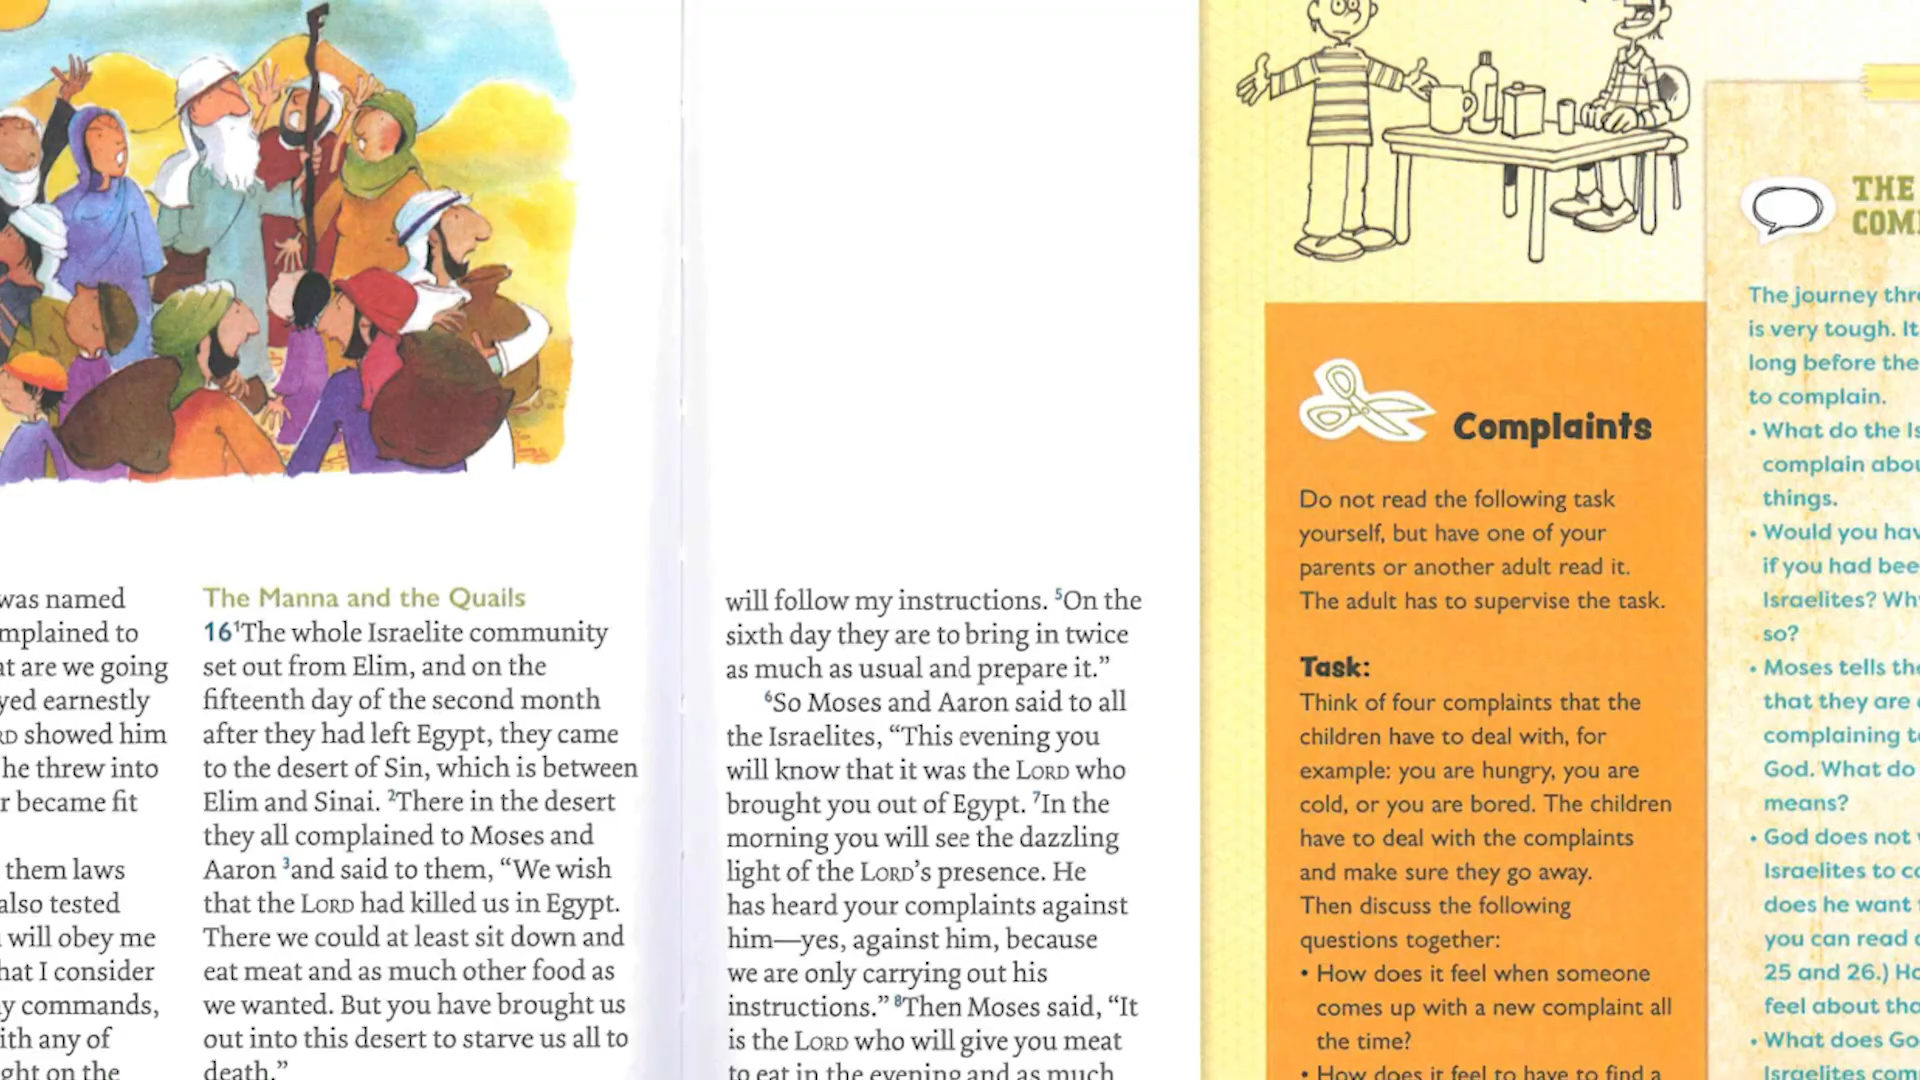 was named
mplained to
at are we going
yed earnestly
RD showed him
he threw into
r became fit
them laws
also tested
will obey me
hat I consider
y commands,
ith any of
ght on the
The Manna and the Quails
16 1The whole Israelite community
set out from Elim, and on the
fifteenth day of the second month
after they had left Egypt, they came
to the desert of Sin, which is between
Elim and Sinai. 2There in the desert
they all complained to Moses and
Aaron 3and said to them, “We wish
that the LORD had killed us in Egypt.
There we could at least sit down and
eat meat and as much other food as
we wanted. But you have brought us
out into this desert to starve us all to
death.”
will follow my instructions. 5On the
sixth day they are to bring in twice
as much as usual and prepare it.”
6So Moses and Aaron said to all
the Israelites, “This evening you
will know that it was the LORD who
brought you out of Egypt. 7In the
morning you will see the dazzling
light of the LORD’s presence. He
has heard your complaints against
him—yes, against him, because
we are only carrying out his
instructions.” 8Then Moses said, “It
is the LORD who will give you meat
to eat in the evening and as much
Complaints
Do not read the following task
yourself, but have one of your
parents or another adult read it.
The adult has to supervise the task.
Task:
Think of four complaints that the
children have to deal with, for
example: you are hungry, you are
cold, or you are bored. The children
have to deal with the complaints
and make sure they go away.
Then discuss the following
questions together:
• How does it feel when someone
comes up with a new complaint all
the time?
• How does it feel to have to find a
THE
COM
The journey thr
is very tough. It
long before the
to complain.
• What do the Is
complain abou
things.
• Would you hav
if you had bee
Israelites? Wh
so?
• Moses tells the
that they are
complaining t
God. What do
means?
• God does not
Israelites to co
does he want
you can read
25 and 26.) Ho
feel about tha
• What does Go
Israelites com